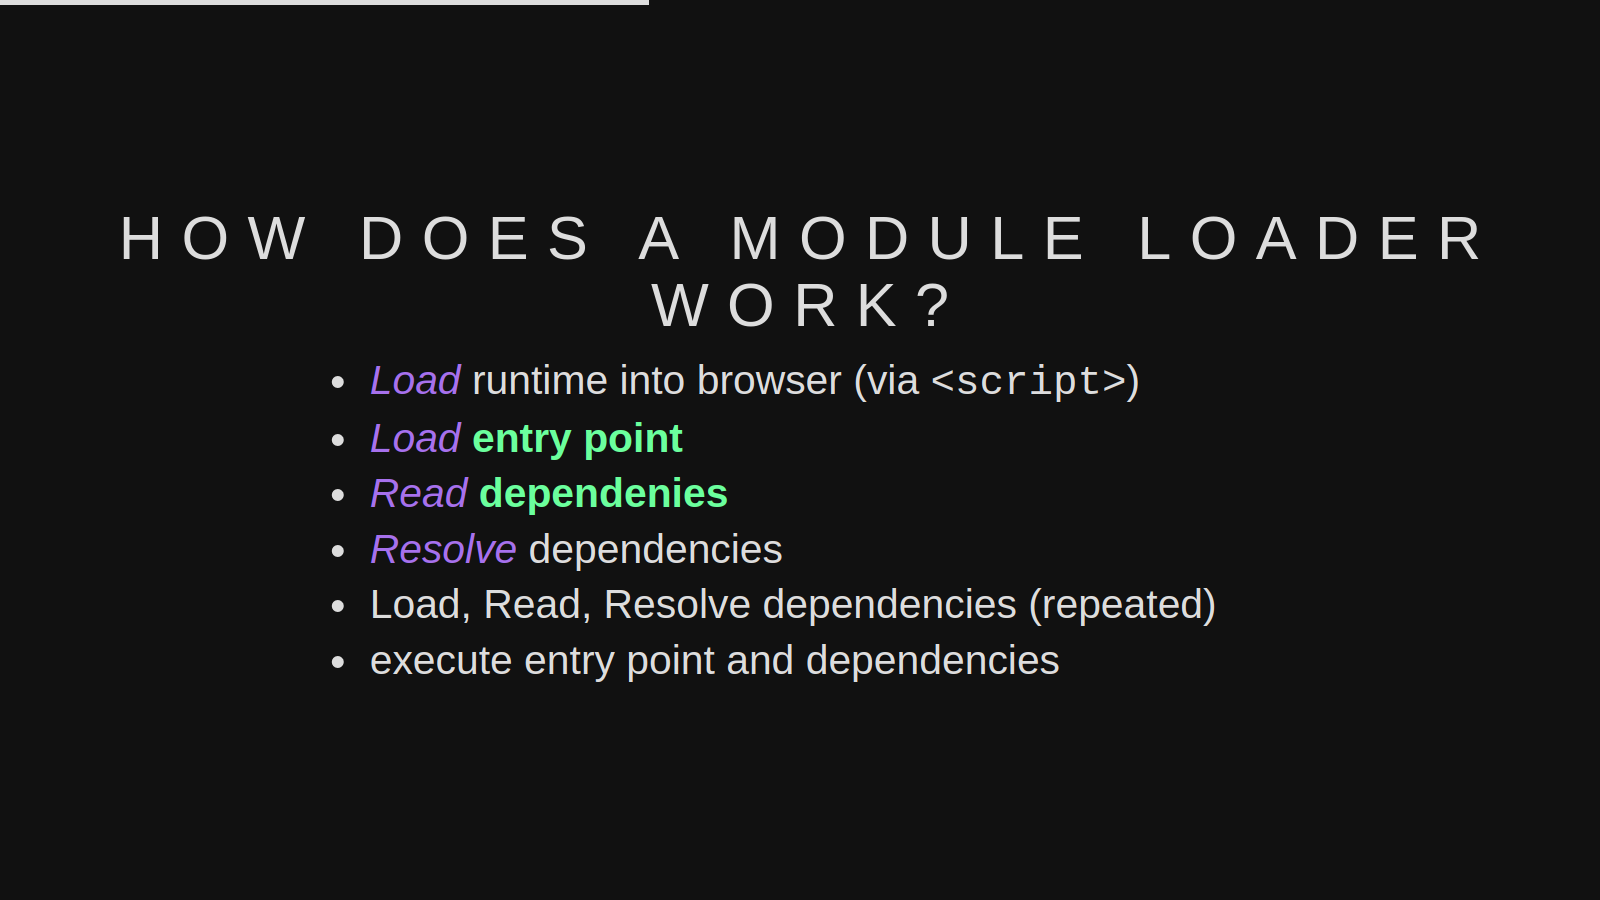 HOW DOES A MODULE LOADER
WORK?
• Load runtime into browser (via <script>)
• Load entry point
• Read dependenies
• Resolve dependencies
• Load, Read, Resolve dependencies (repeated)
• execute entry point and dependencies